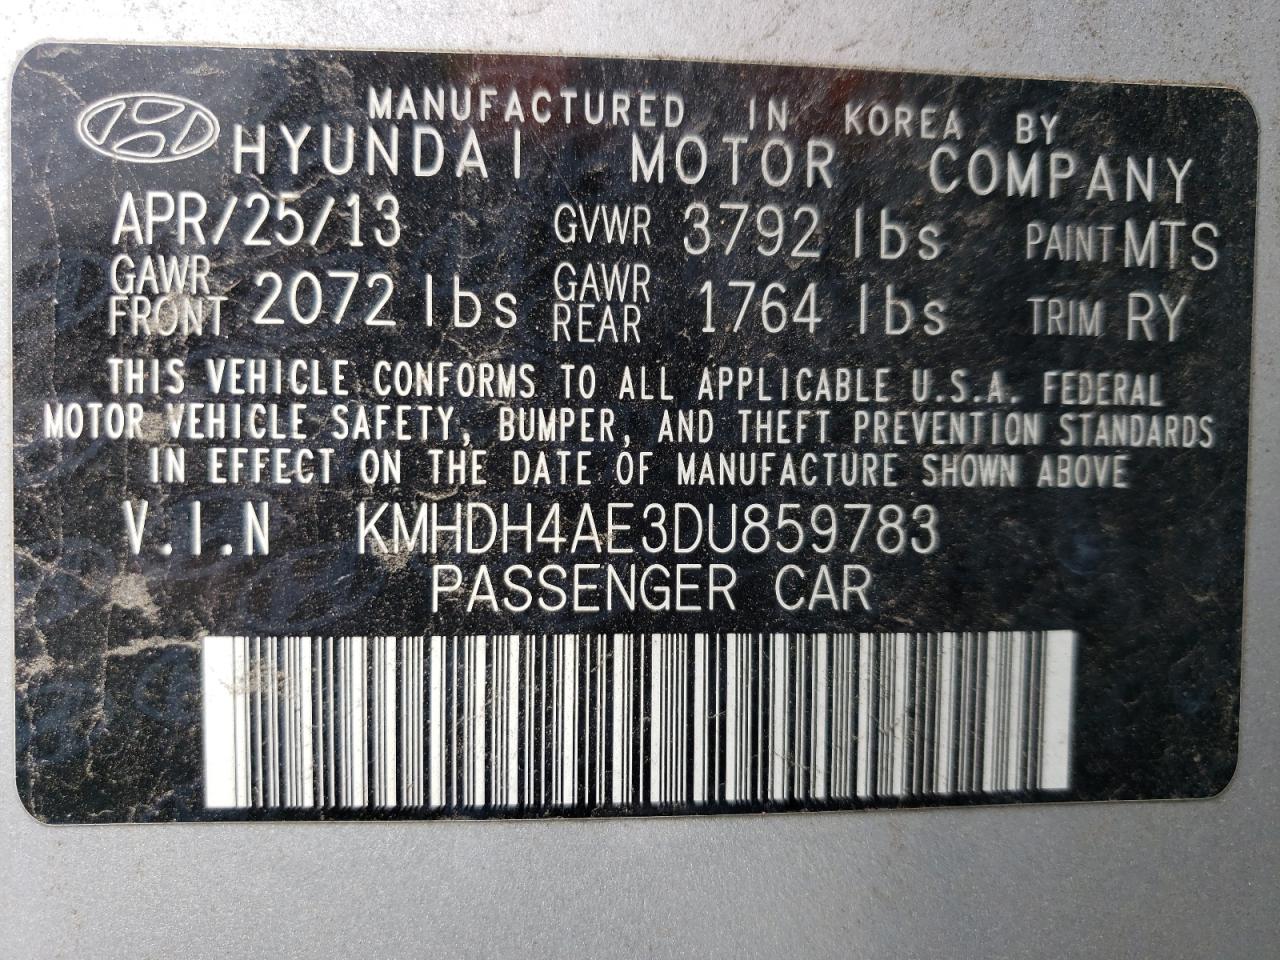 MANUFACTURED IN KOREA BY
HYUNDAI MOTOR COMPANY
APR/25/13 GVWR 3792 lbs PAINT MTS
GAWR FRONT 2072 lbs GAWR REAR 1764 lbs TRIM RY
THIS VEHICLE CONFORMS TO ALL APPLICABLE U.S.A. FEDERAL
MOTOR VEHICLE SAFETY, BUMPER, AND THEFT PREVENTION STANDARDS
IN EFFECT ON THE DATE OF MANUFACTURE SHOWN ABOVE
V.I.N KMHDH4AE3DU859783
PASSENGER CAR